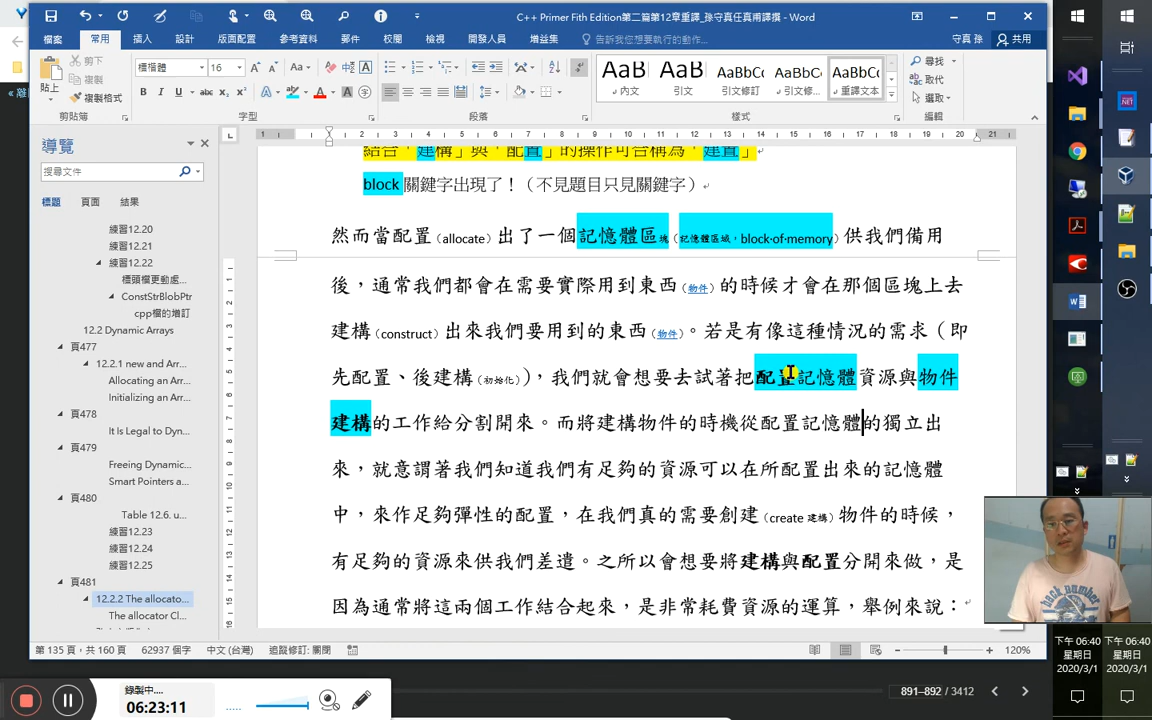 C++ Primer Fith Edition第二篇第12章重譯_孫守真任真甫譯撰 - Word
檔案 常用 插入 設計 版面配置 參考資料 郵件 校閱 檢視 開發人員 增益集 告訴我您想要執行的動作... 守真 孫 共用
貼上 剪下 複製 複製格式 剪貼簿
標楷體 16 字型
段落
AaB 內文 AaB 引文 AaBbCc 引文修訂 AaBbCc 引文修... AaBbCc 重譯文本 樣式
尋找 取代 選取 編輯
導覽
搜尋文件
標題 頁面 結果
練習12.20
練習12.21
練習12.22
標頭檔更動處...
ConstStrBlobPtr
cpp檔的增訂
12.2 Dynamic Arrays
頁477
12.2.1 new and Arr...
Allocating an Arr...
Initializing an Arr...
頁478
It Is Legal to Dyn...
Freeing Dynamic...
Smart Pointers a...
頁480
Table 12.6. u...
練習12.23
練習12.24
練習12.25
頁481
12.2.2 The allocato...
The allocator Cl...
結合，建構」與，配置」的操作可合稱為，建置」
block 關鍵字出現了！（不見題目只見關鍵字）
然而當配置（allocate）出了一個記憶體區塊（記憶體區域，block of memory）供我們備用
後，通常我們都會在需要實際用到東西（物件）的時候才會在那個區塊上去
建構（construct）出來我們要用到的東西（物件）。若是有像這種情況的需求（即
先配置、後建構（初始化）），我們就會想要去試著把配置記憶體資源與物件
建構的工作給分割開來。而將建構物件的時機從配置記憶體的獨立出
來，就意謂著我們知道我們有足夠的資源可以在所配置出來的記憶體
中，來作足夠彈性的配置，在我們真的需要創建（create 建構）物件的時候，
有足夠的資源來供我們差遣。之所以會想要將建構與配置分開來做，是
因為通常將這兩個工作結合起來，是非常耗費資源的運算，舉例來說：
第 135 頁，共 160 頁 62937 個字 中文 (台灣) 追蹤修訂: 關閉 120%
錄製中....
06:23:11
891–892 / 3412
下午 06:40
星期日
2020/3/1
下午 06:40
星期日
2020/3/1